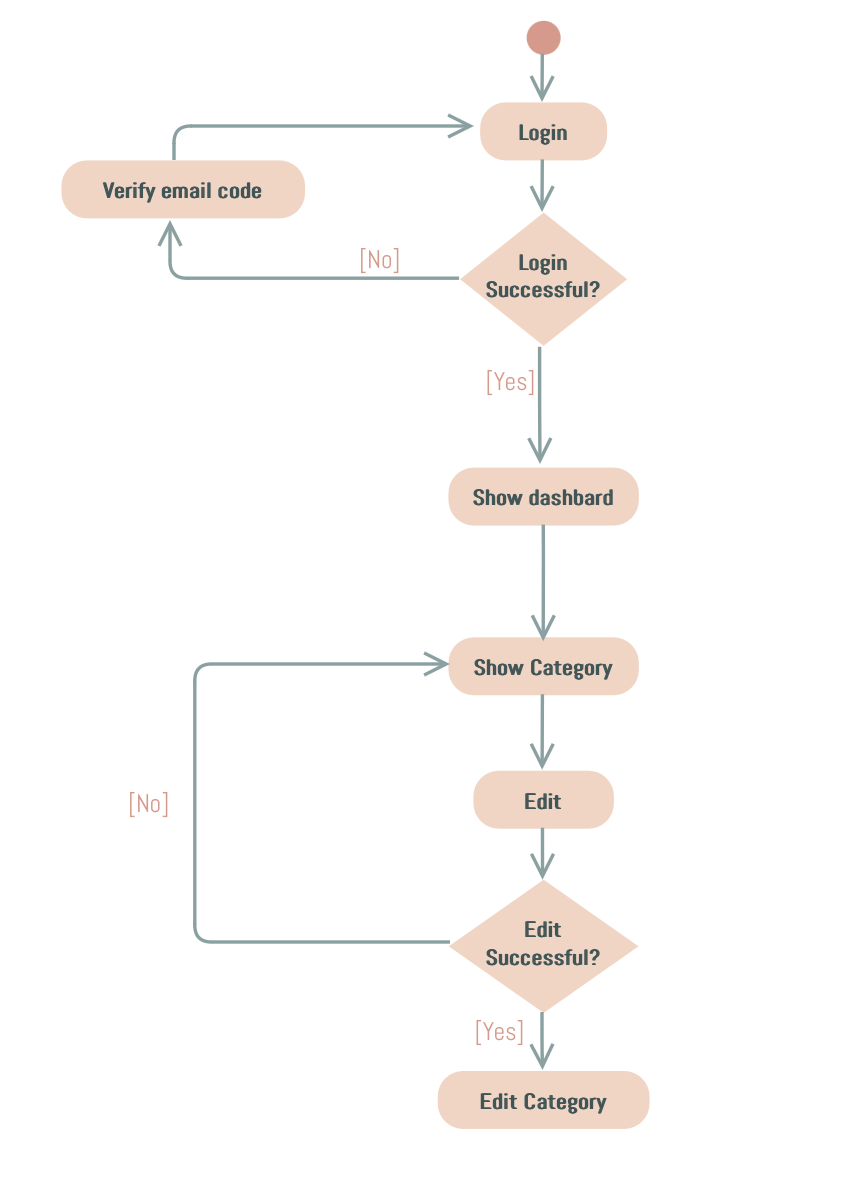 Login
Verify email code
[No]
Login
Successful?
[Yes]
Show dashbard
Show Category
[No]
Edit
Edit
Successful?
[Yes]
Edit Category